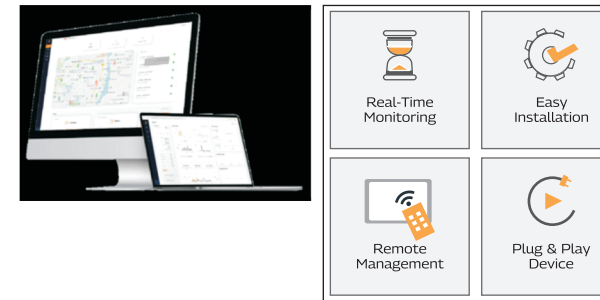 Real-Time
Monitoring
Easy
Installation
Remote
Management
Plug & Play
Device